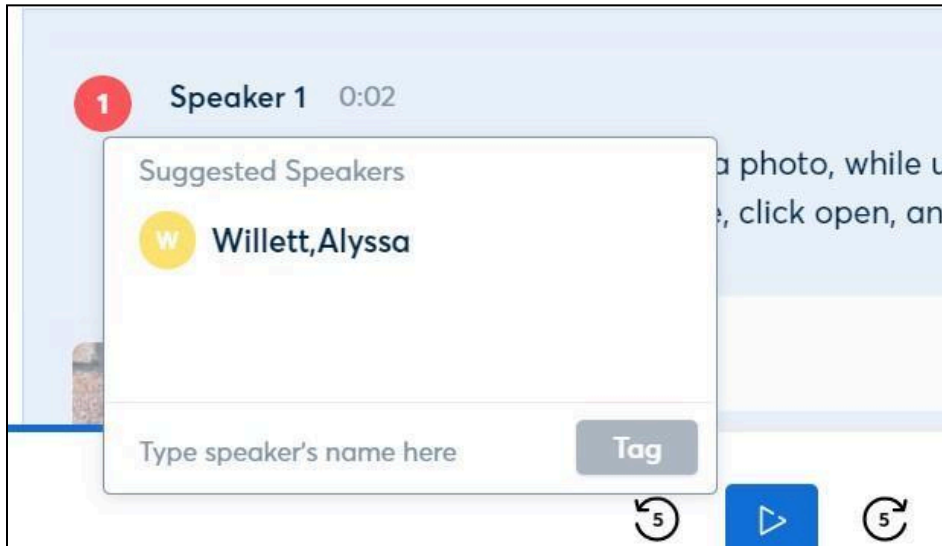 1 Speaker 1 0:02
Suggested Speakers
a photo, while u
W Willett,Alyssa
, click open, an
Type speaker's name here Tag
5 5